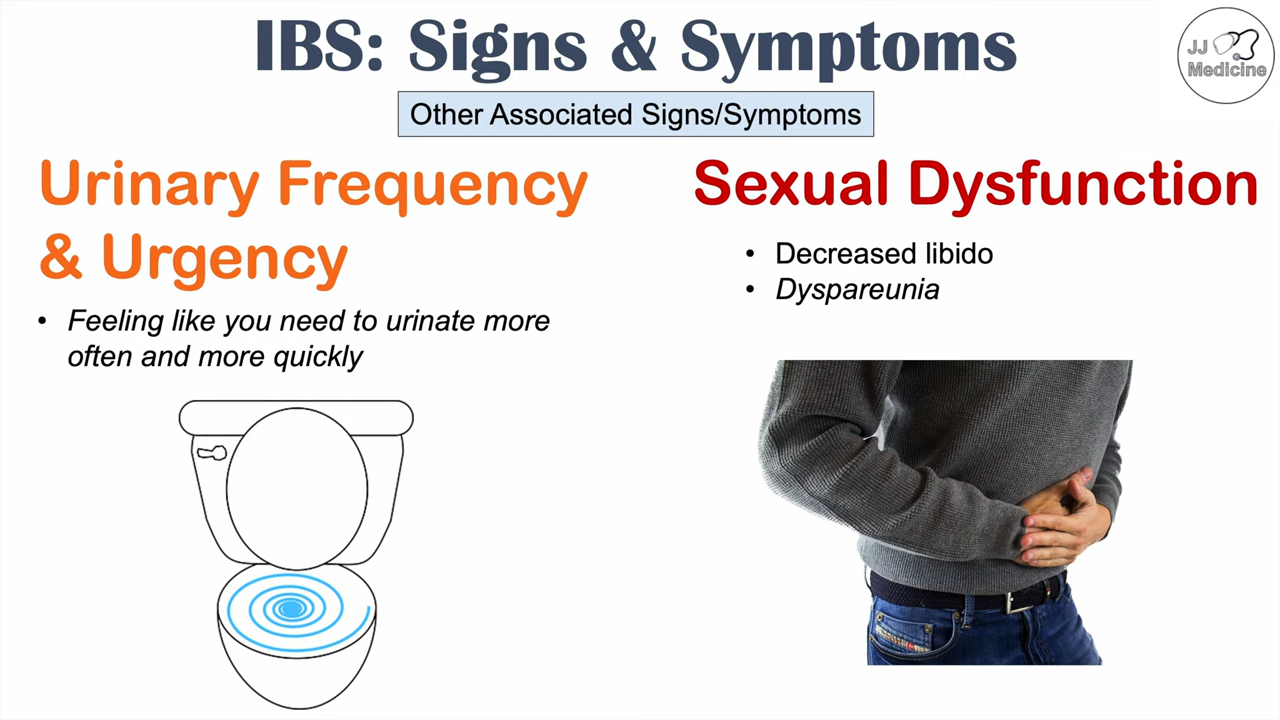 IBS: Signs & Symptoms
JJ
Medicine
Other Associated Signs/Symptoms
Urinary Frequency
& Urgency
• Feeling like you need to urinate more
often and more quickly
Sexual Dysfunction
• Decreased libido
• Dyspareunia